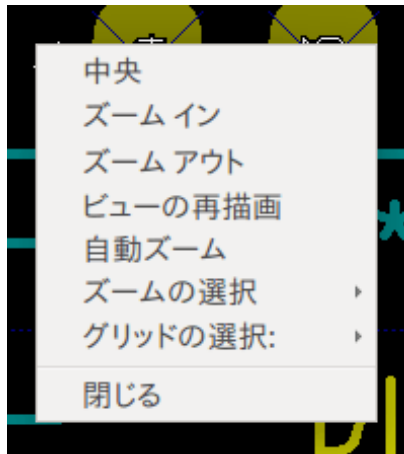 中央
ズーム イン
ズーム アウト
ビューの再描画
自動ズーム
ズームの選択
グリッドの選択:
閉じる